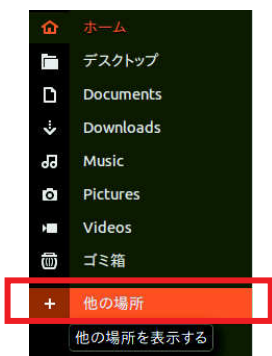 ホーム
デスクトップ
Documents
Downloads
Music
Pictures
Videos
ゴミ箱
他の場所
他の場所を表示する